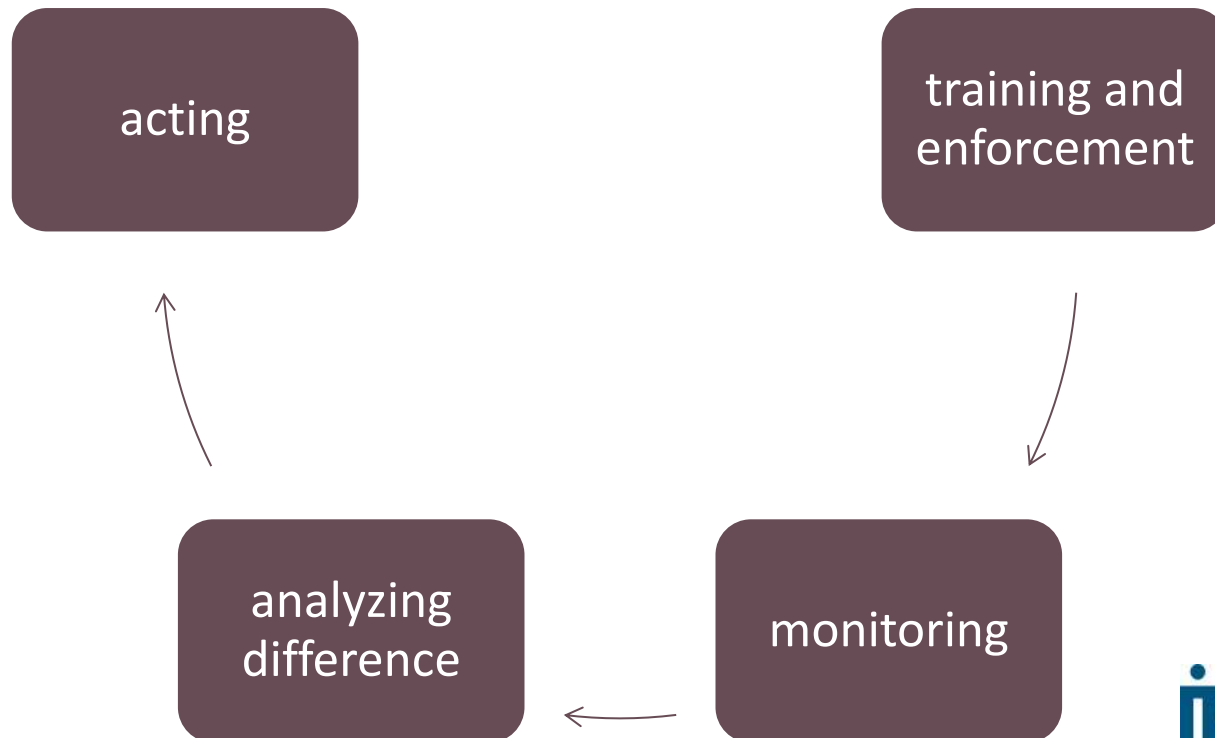 acting
training and
enforcement
analyzing
difference
monitoring